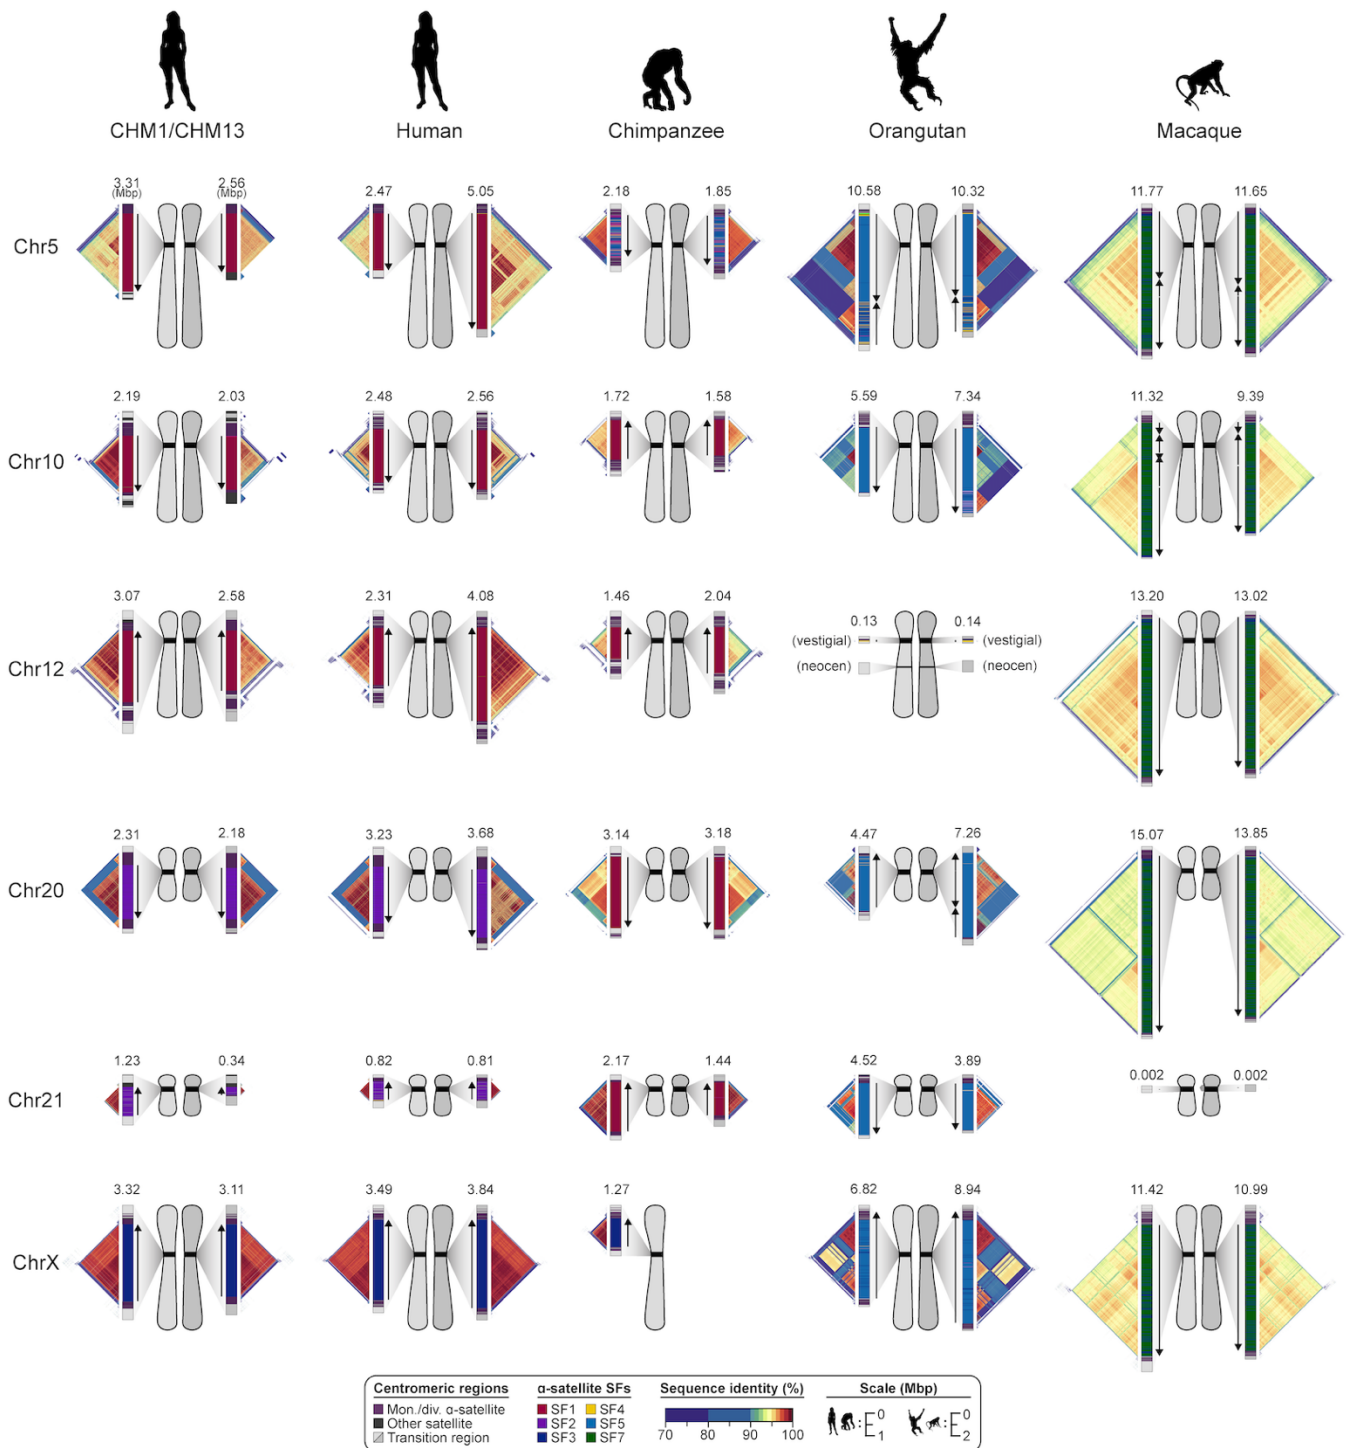 CHM1/CHM13 Human Chimpanzee Orangutan Macaque
3.31 2.56 2.47 5.05 2.18 1.85 10.58 10.32 11.77 11.65
(Mbp) (Mbp)
Chr5
2.19 2.03 2.48 2.56 1.72 1.58 5.59 7.34 11.32 9.39
Chr10
3.07 2.58 2.31 4.08 1.46 2.04 0.13 0.14 13.20 13.02
(vestigial) (vestigial)
Chr12 (neocen) (neocen)
2.31 2.18 3.23 3.68 3.14 3.18 4.47 7.26 15.07 13.85
Chr20
1.23 0.34 0.82 0.81 2.17 1.44 4.52 3.89 0.002 0.002
Chr21
3.32 3.11 3.49 3.84 1.27 6.82 8.94 11.42 10.99
ChrX
Centromeric regions α-satellite SFs Sequence identity (%) Scale (Mbp)
Mon./div. α-satellite SF1 SF4
Other satellite SF2 SF5 : 0 : 0
Transition region SF3 SF7 70 80 90 100 1 2